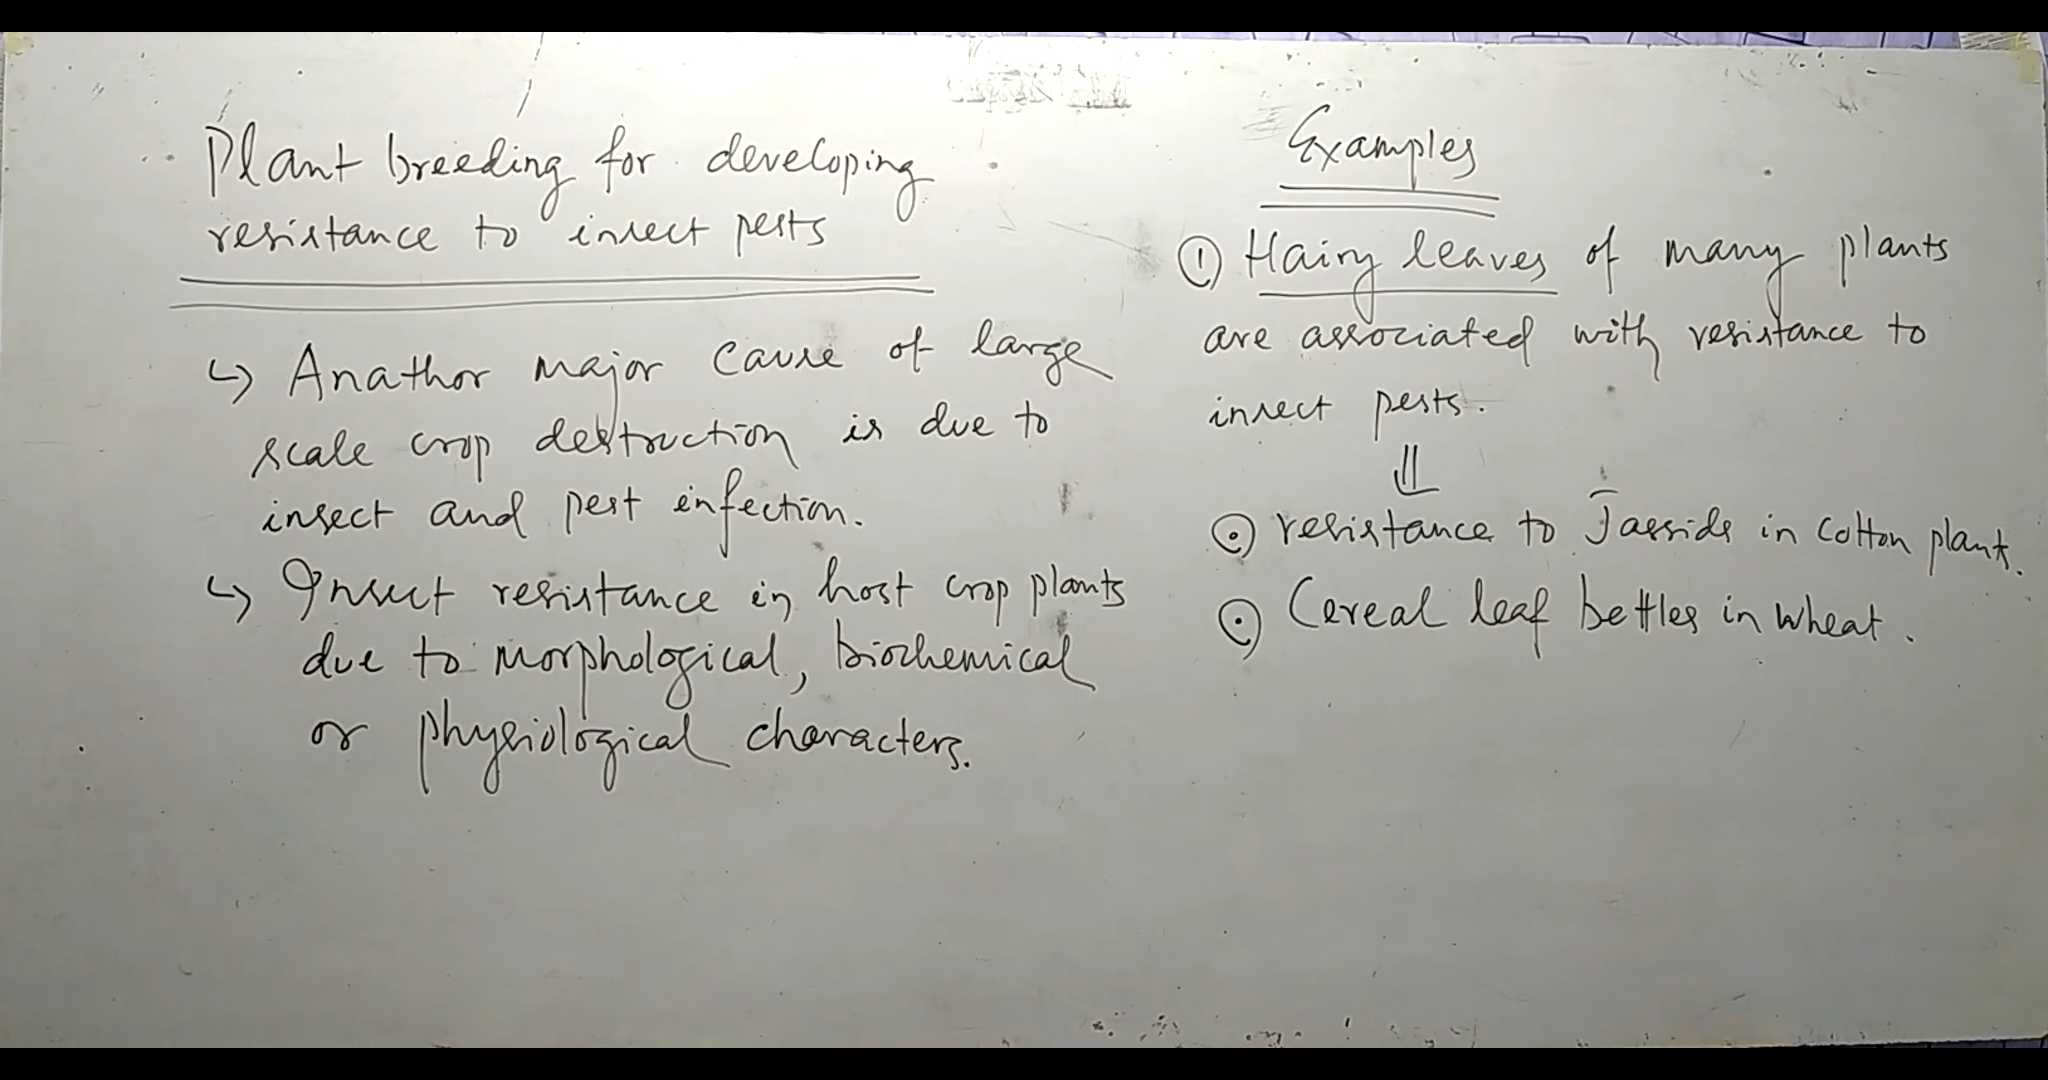 Plant breeding for developing
resistance to insect pests
↳ Anathor major cause of large
scale crop destruction is due to
insect and pest infection.
↳ Insect resistance in host crop plants
due to morphological, biochemical
or physiological characters.
Examples
① Hairy leaves of many plants
are associated with resistance to
insect pests.
⇓
⊙ resistance to Jassids in cotton plant.
⊙ Cereal leaf bettles in wheat.